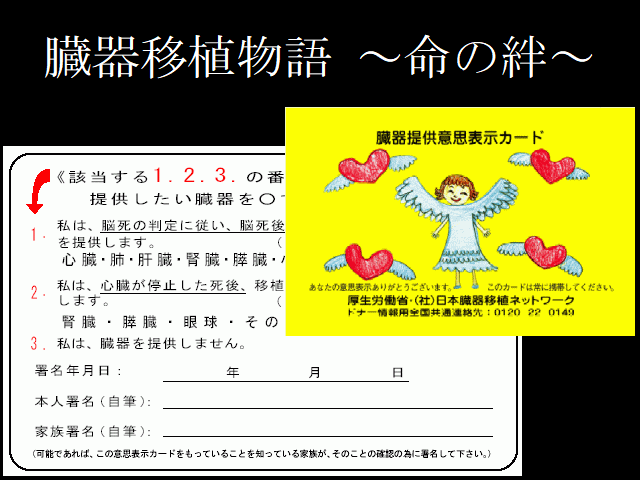 臓器移植物語 ～命の絆～
《該当する1.2.3.の番
提供したい臓器を〇
1. 私は、脳死の判定に従い、脳死後
を提供します。（
心臓・肺・肝臓・腎臓・膵臓・
2. 私は、心臓が停止した死後、移植
します。（
腎臓・膵臓・眼球・その
3. 私は、臓器を提供しません。
署名年月日： 年 月 日
本人署名（自筆）：
家族署名（自筆）：
（可能であれば、この意思表示カードをもっていることを知っている家族が、そのことの確認の為に署名して下さい。）
臓器提供意思表示カード
あなたの意思表示ありがとうございます。 このカードは常に携帯してください。
厚生労働省・(社)日本臓器移植ネットワーク
ドナー情報用全国共通連絡先：0120 22 0149